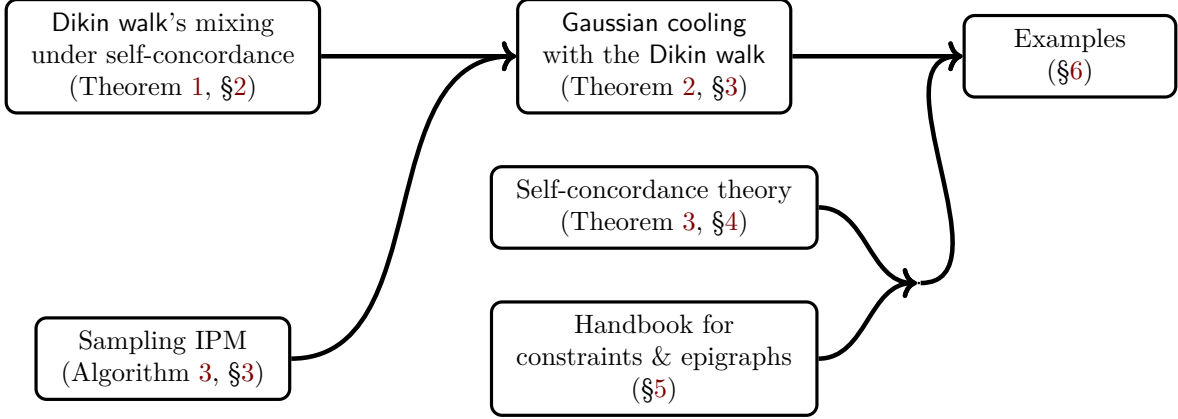 Dikin walk's mixing
under self-concordance
(Theorem 1, §2)
Gaussian cooling
with the Dikin walk
(Theorem 2, §3)
Examples
(§6)
Self-concordance theory
(Theorem 3, §4)
Sampling IPM
(Algorithm 3, §3)
Handbook for
constraints & epigraphs
(§5)